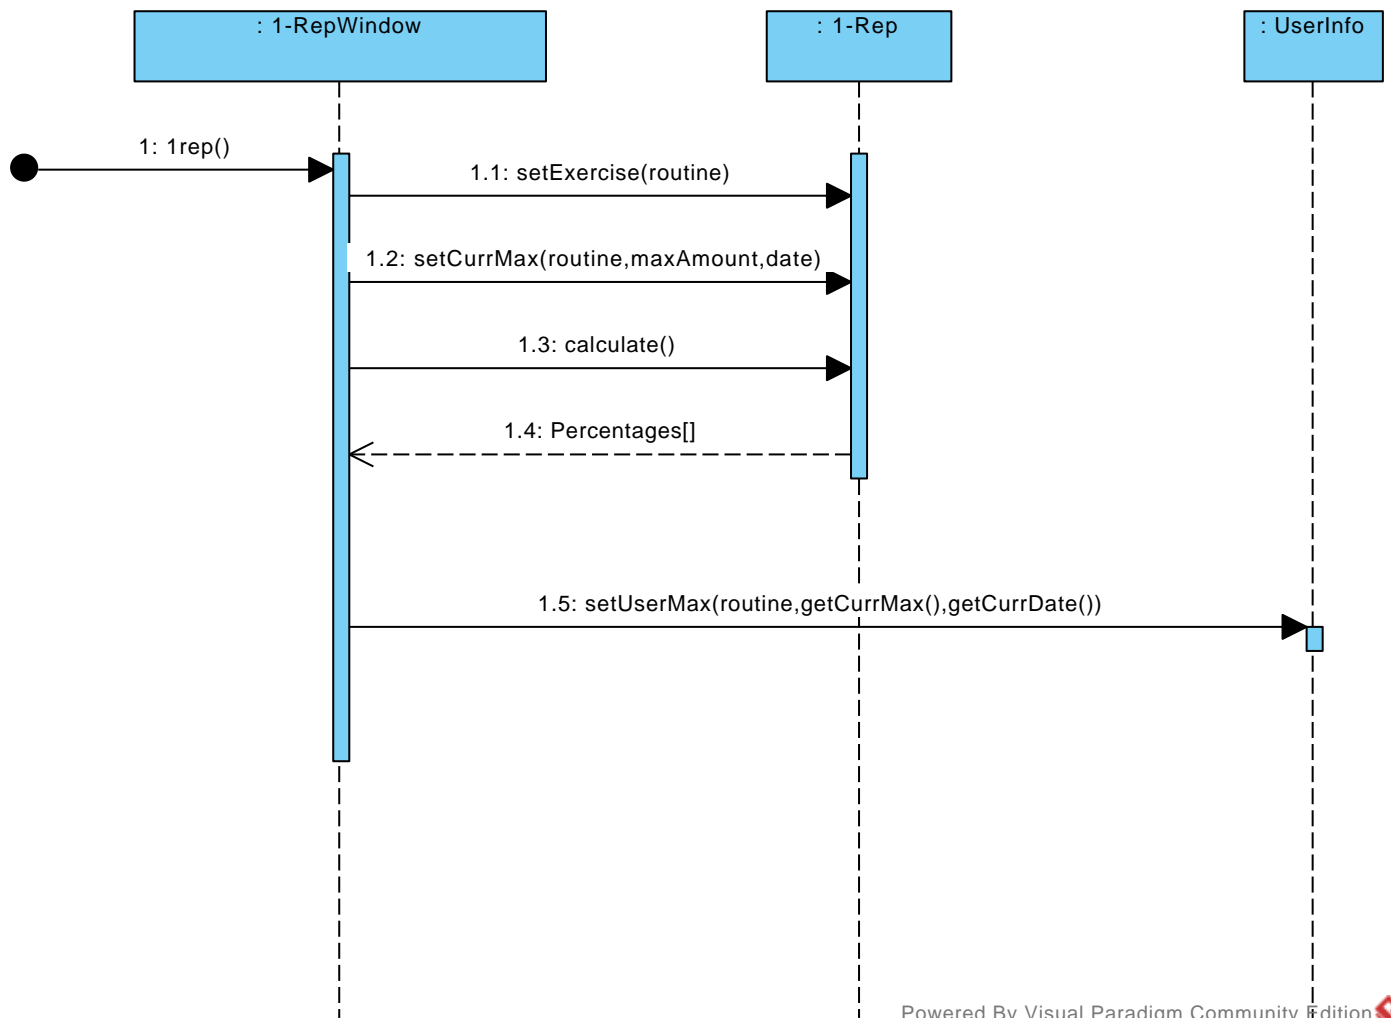 : 1-RepWindow
: 1-Rep
: UserInfo
1: 1rep()
1.1: setExercise(routine)
1.2: setCurrMax(routine,maxAmount,date)
1.3: calculate()
1.4: Percentages[]
1.5: setUserMax(routine,getCurrMax(),getCurrDate())
Powered By Visual Paradigm Community Edition